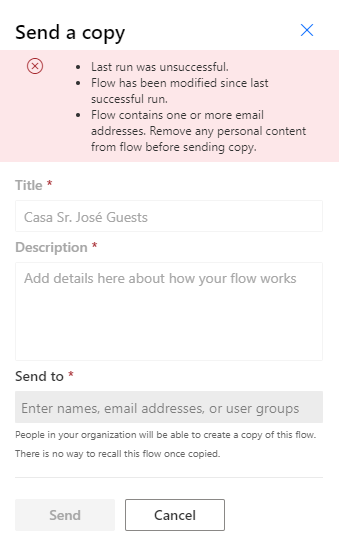 Send a copy
• Last run was unsuccessful.
• Flow has been modified since last
successful run.
• Flow contains one or more email
addresses. Remove any personal content
from flow before sending copy.
Title *
Casa Sr. José Guests
Description *
Add details here about how your flow works
Send to *
Enter names, email addresses, or user groups
People in your organization will be able to create a copy of this flow.
There is no way to recall this flow once copied.
Send
Cancel